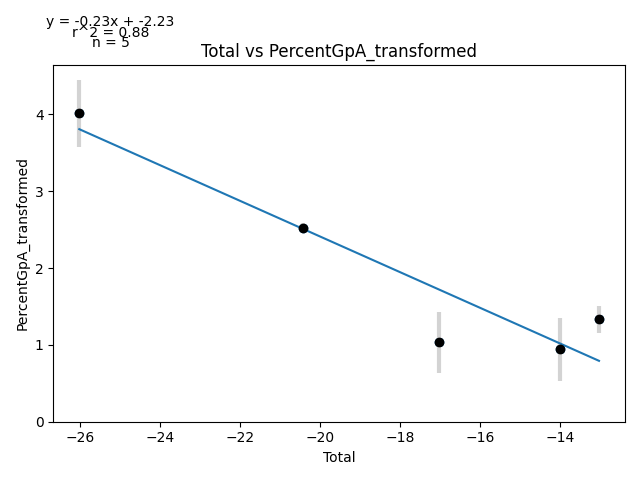 y = -0.23x + -2.23
r^2 = 0.88
n = 5
Total vs PercentGpA_transformed
PercentGpA_transformed
4
3
2
1
0
−26 −24 −22 −20 −18 −16 −14
Total